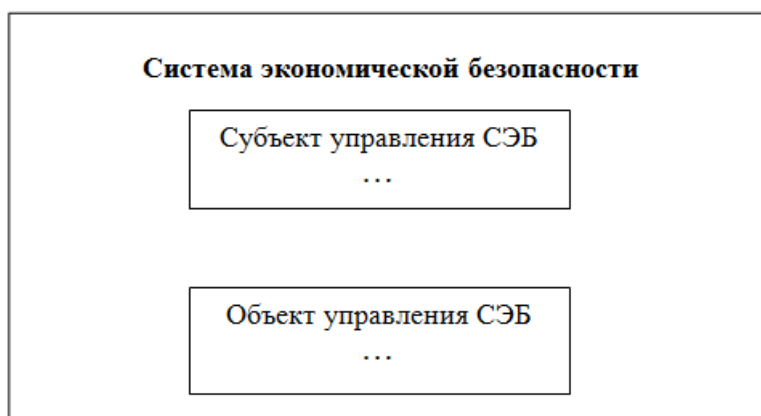 Система экономической безопасности
Субъект управления СЭБ
…
Объект управления СЭБ
…